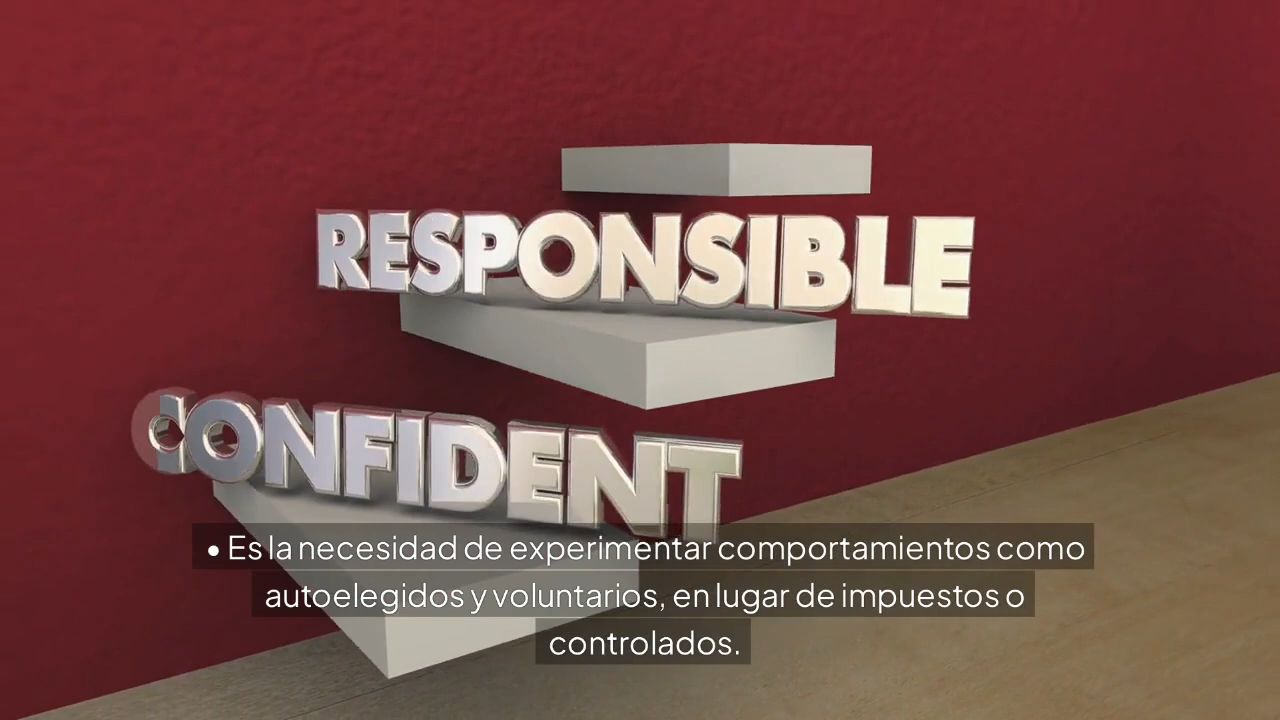 RESPONSIBLE
CONFIDENT
• Es la necesidad de experimentar comportamientos como
autoelegidos y voluntarios, en lugar de impuestos o
controlados.